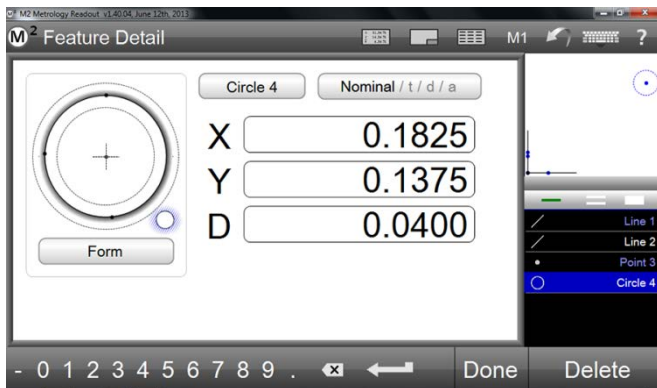 M2 Metrology Readout v1.40.04, June 12th, 2013
M2 Feature Detail M1 ?
Circle 4 Nominal / t / d / a
X 0.1825
Y 0.1375
D 0.0400
Form
Line 1
Line 2
Point 3
Circle 4
- 0 1 2 3 4 5 6 7 8 9 . Done Delete